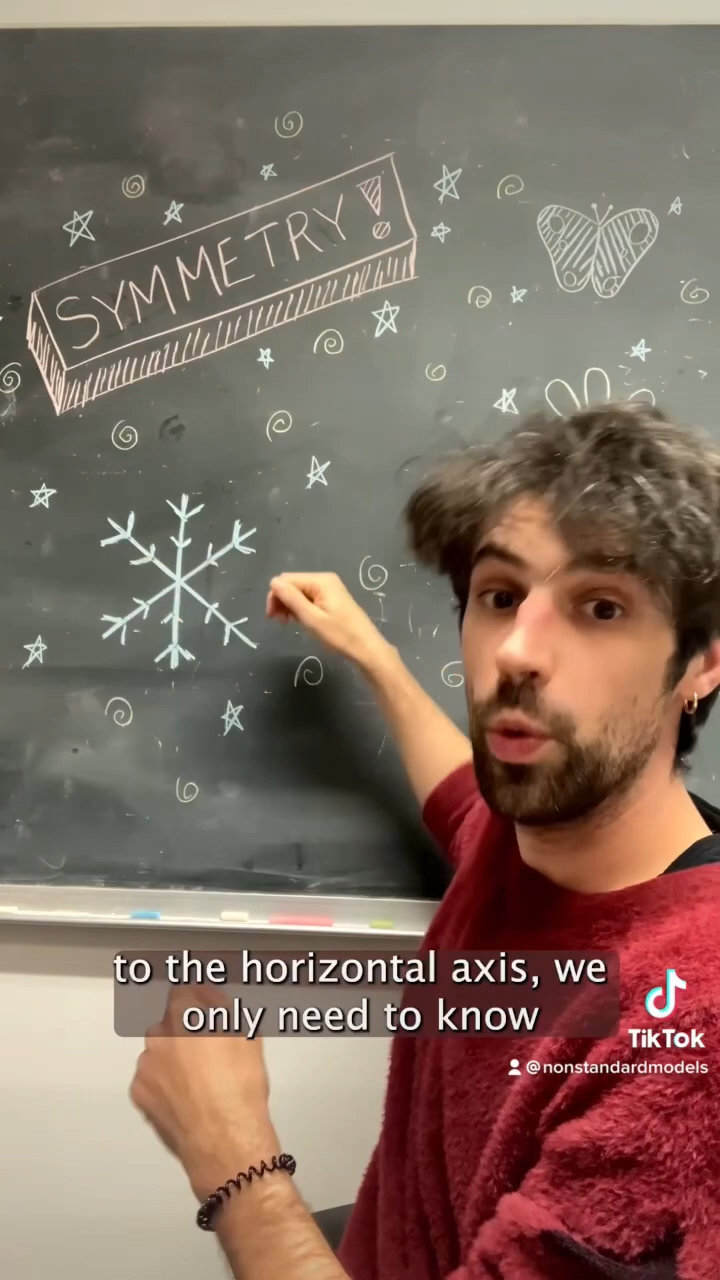 SYMMETRY!
to the horizontal axis, we
only need to know
TikTok
@nonstandardmodels